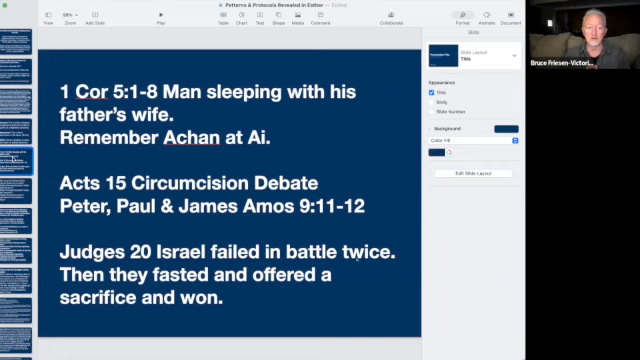 Patterns & Protocols Revealed in Esther — Edited
View
Zoom
Add Slide
Play
Table
Chart
Text
Shape
Media
Comment
Collaborate
Format
Animate
Document
Slide
1 Cor 5:1-8 Man sleeping with his
father's wife.
Remember Achan at Ai.
Acts 15 Circumcision Debate
Peter, Paul & James Amos 9:11-12
Judges 20 Israel failed in battle twice.
Then they fasted and offered a
sacrifice and won.
Slide Layout
Title
Appearance
Title
Body
Slide Number
Background
Color Fill
Edit Slide Layout
Bruce Friesen-Victori...